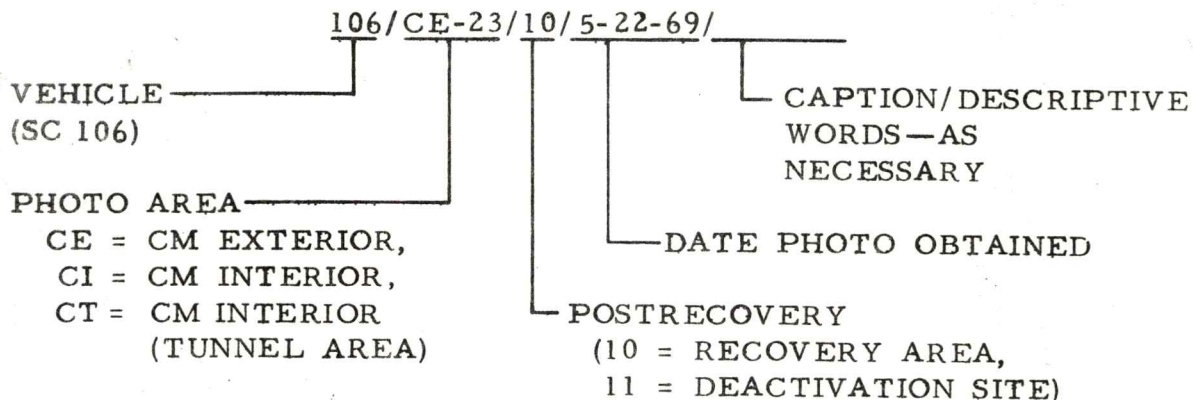 106/CE-23/10/5-22-69/
VEHICLE
(SC 106)
CAPTION/DESCRIPTIVE
WORDS—AS
NECESSARY
PHOTO AREA
CE = CM EXTERIOR,
CI = CM INTERIOR,
CT = CM INTERIOR
(TUNNEL AREA)
DATE PHOTO OBTAINED
POSTRECOVERY
(10 = RECOVERY AREA,
11 = DEACTIVATION SITE)